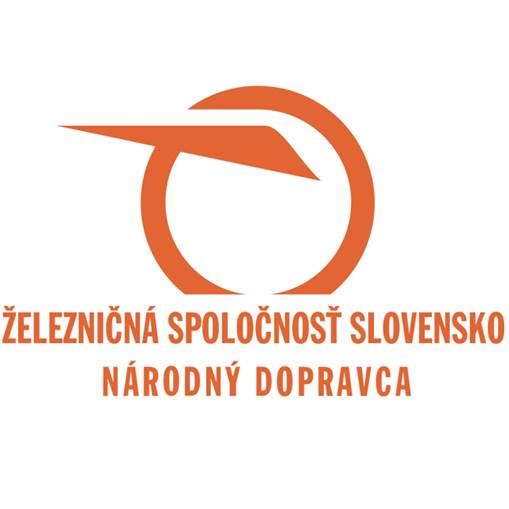 ŽELEZNIČNÁ SPOLOČNOSŤ SLOVENSKO
NÁRODNÝ DOPRAVCA